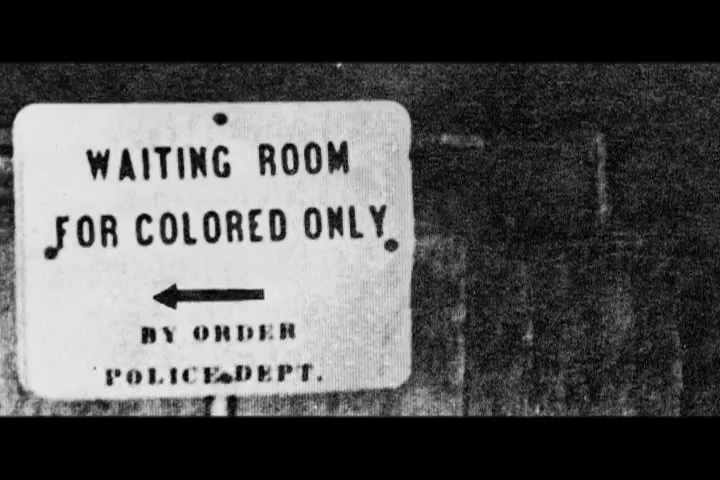 WAITING ROOM
FOR COLORED ONLY
BY ORDER
POLICE DEPT.